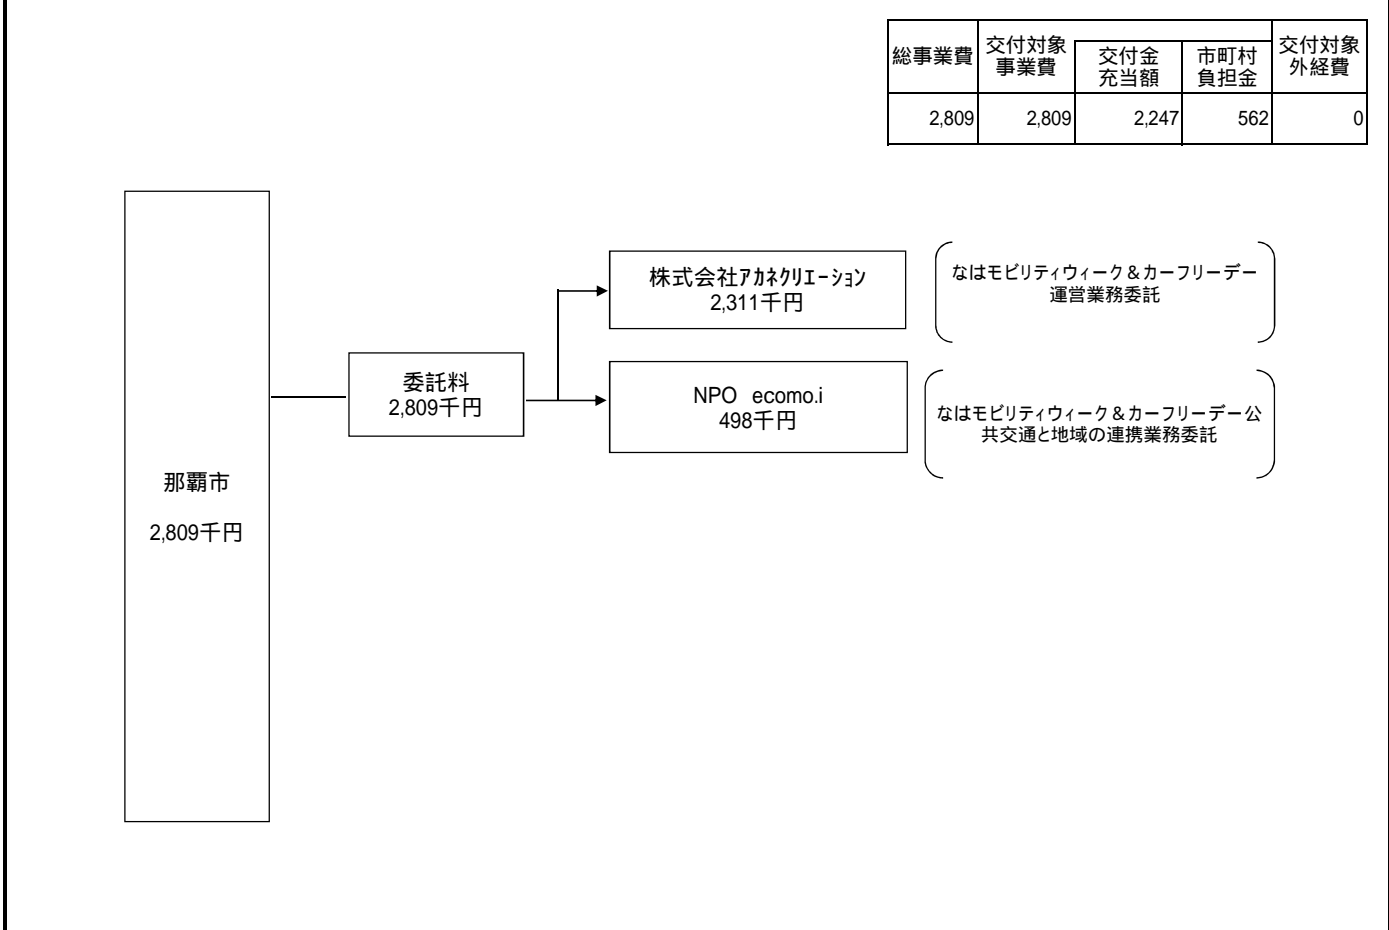 総事業費
交付対象
事業費
交付金
充当額
市町村
負担金
交付対象
外経費
2,809 2,809 2,247 562 0
株式会社ｱｶﾈｸﾘｴｰｼｮﾝ
2,311千円
なはモビリティウィーク＆カーフリーデー
運営業務委託
委託料
2,809千円
NPO　ecomo.i
498千円
なはモビリティウィーク＆カーフリーデー公
共交通と地域の連携業務委託
那覇市
2,809千円